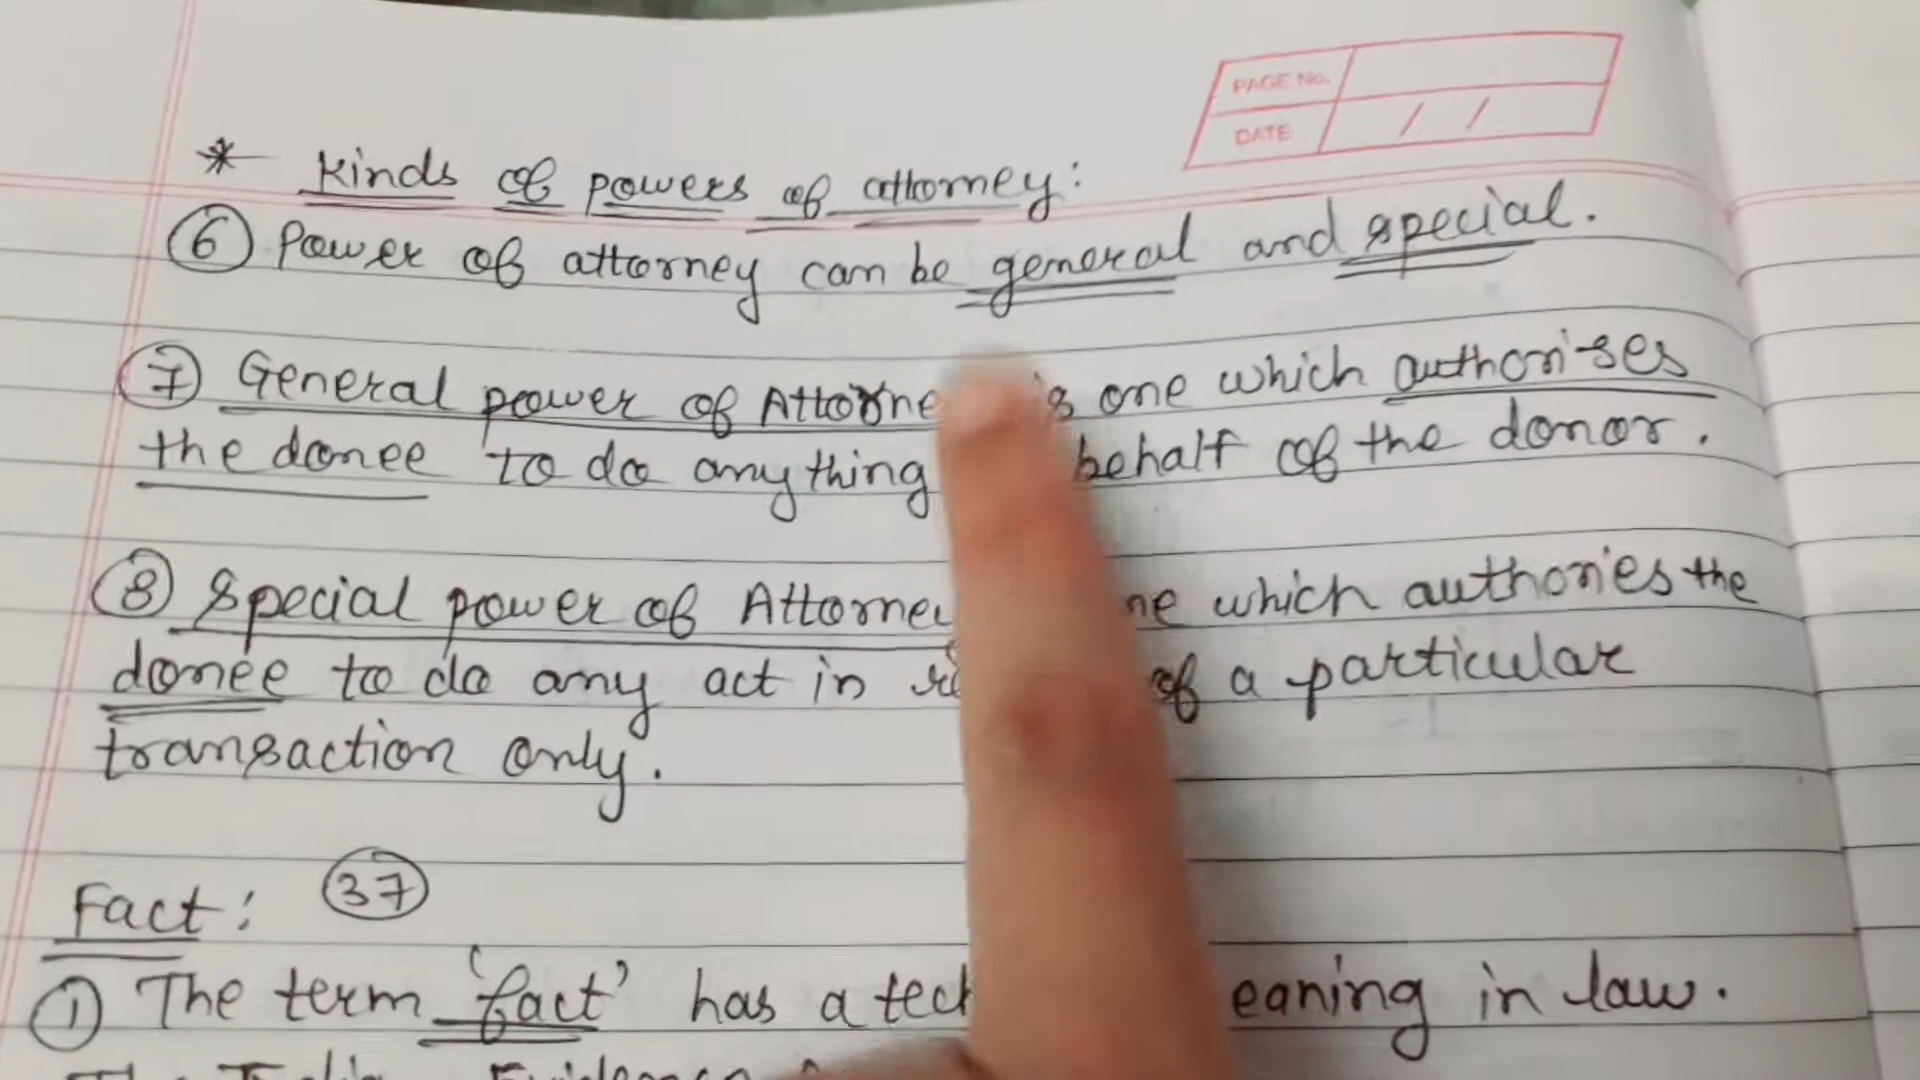 PAGE No.
DATE / /
* Kinds of powers of attorney:
⑥ Power of attorney can be general and special.
⑦ General power of Attorne is one which authorises
the donee to do anything behalf of the donor.
⑧ Special power of Attorne which authories the
donee to do any act in of a particular
transaction only.
Fact: ㊲
① The term 'fact' has a in law.